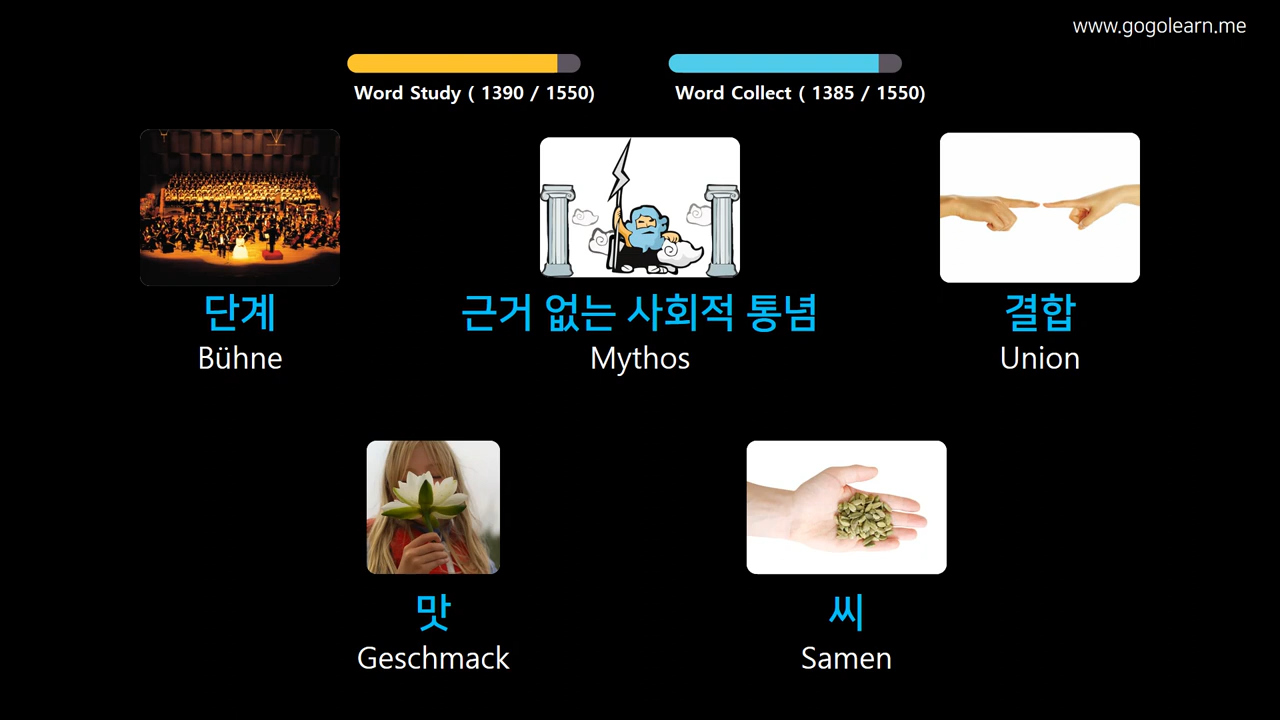 www.gogolearn.me
Word Study ( 1390 / 1550)
Word Collect ( 1385 / 1550)
단계
Bühne
근거 없는 사회적 통념
Mythos
결합
Union
맛
Geschmack
씨
Samen